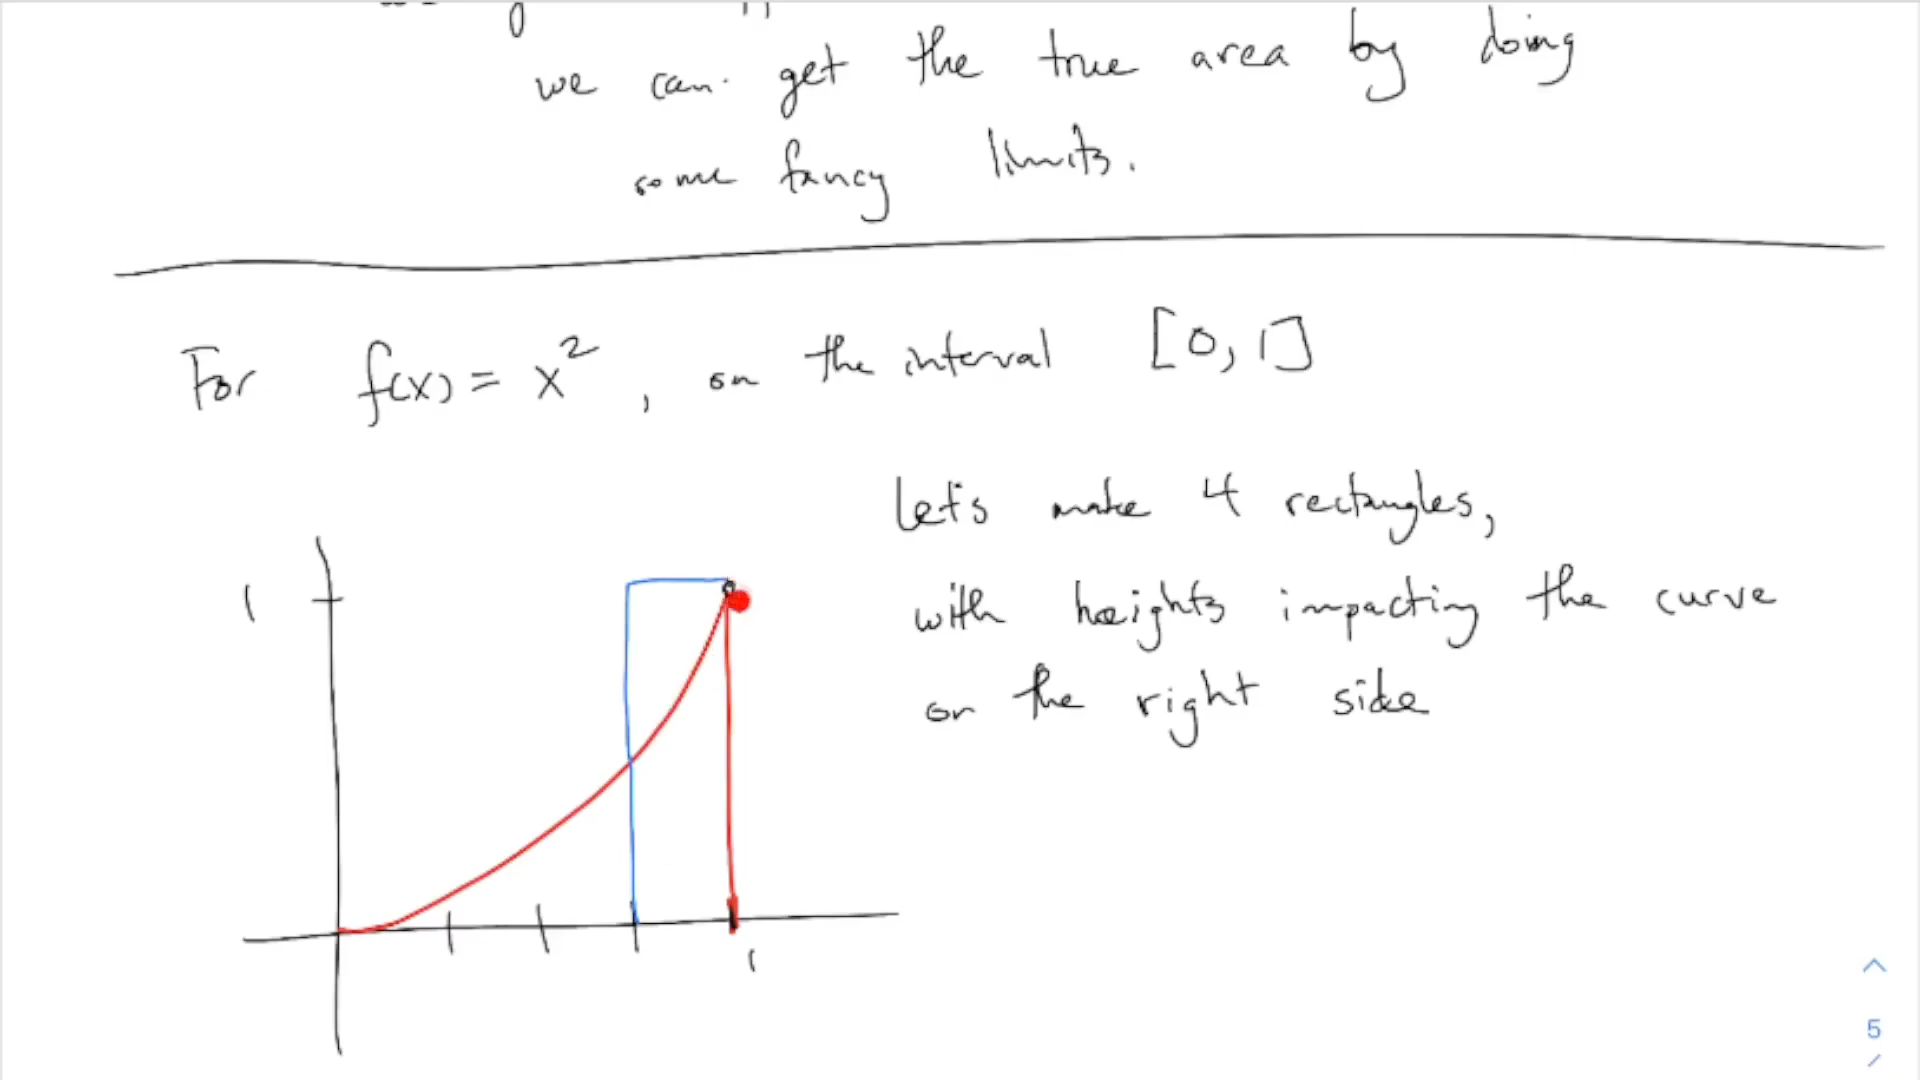 we can get the true area by doing
some fancy limits.
For f(x) = x², on the interval [0, 1]
Let's make 4 rectangles,
with heights impacting the curve
on the right side
1
1
5